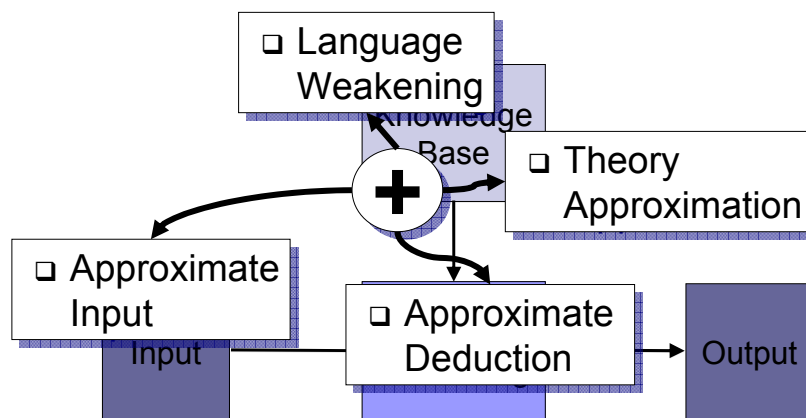 ❑ Language
Weakening
Knowledge
Base
❑ Theory
Approximation
❑ Approximate
Input
❑ Approximate
Deduction
Input
Output